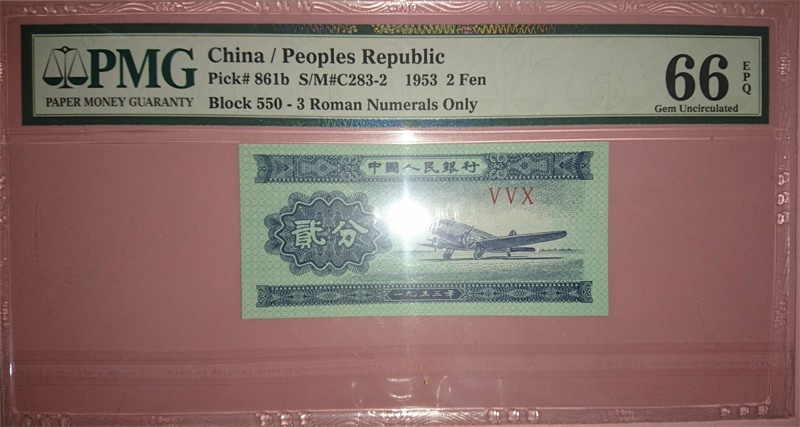 PMG
PAPER MONEY GUARANTY
China / Peoples Republic
Pick# 861b S/M#C283-2 1953 2 Fen
Block 550 - 3 Roman Numerals Only
66 EPQ
Gem Uncirculated
中國人民銀行
VVX
貳分
一九五三年